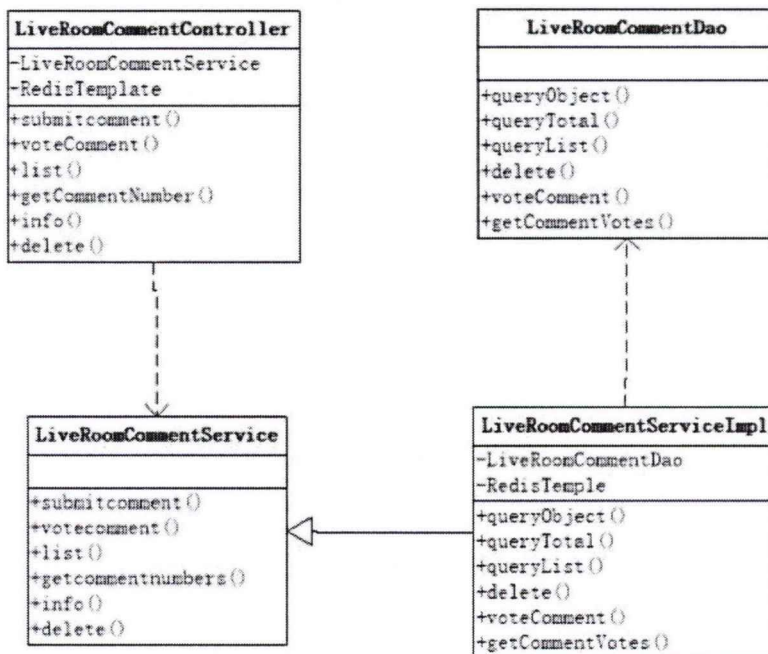 LiveRoomCommentController
-LiveRoomCommentService
-RedisTemplate
+submitcomment()
+voteComment()
+list()
+getCommentNumber()
+info()
+delete()
LiveRoomCommentDao
+queryObject()
+queryTotal()
+queryList()
+delete()
+voteComment()
+getCommentVotes()
LiveRoomCommentService
+submitcomment()
+votecomment()
+list()
+getcommentnumbers()
+info()
+delete()
LiveRoomCommentServiceImpl
-LiveRoomCommentDao
-RedisTemple
+queryObject()
+queryTotal()
+queryList()
+delete()
+voteComment()
+getCommentVotes()